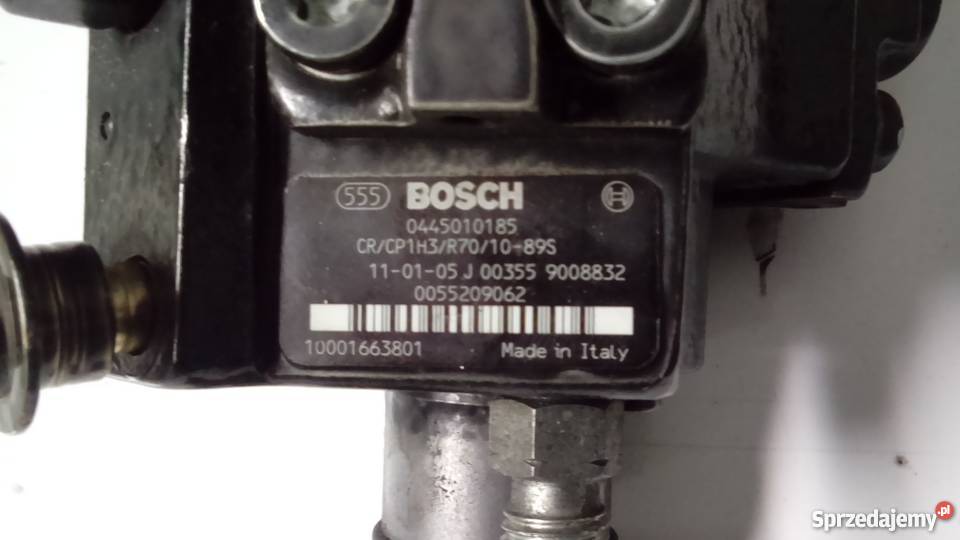 555 BOSCH
0445010185
CR/CP1H3/R70/10-89S
11-01-05 J 00355 9008832
0055209062
10001663801 Made in Italy
Sprzedajemy.pl